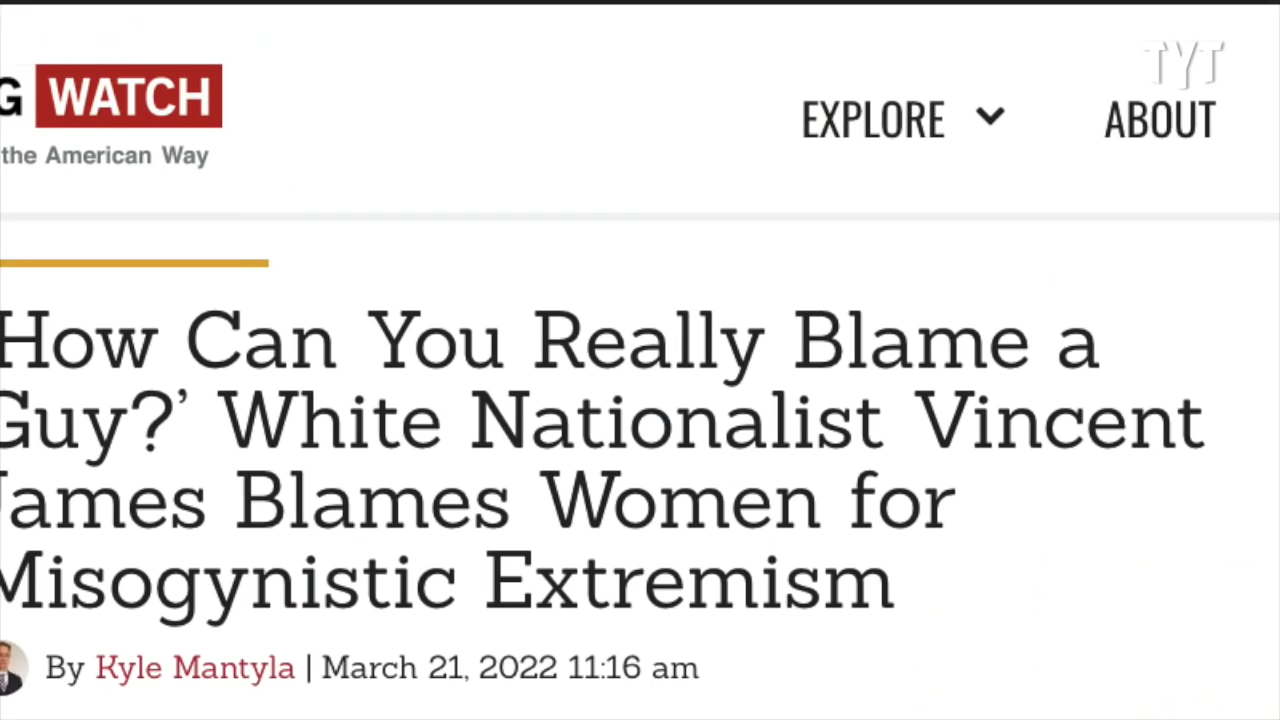 TYT
G WATCH
EXPLORE
ABOUT
the American Way
How Can You Really Blame a
Guy?’ White Nationalist Vincent
James Blames Women for
Misogynistic Extremism
By Kyle Mantyla | March 21, 2022 11:16 am